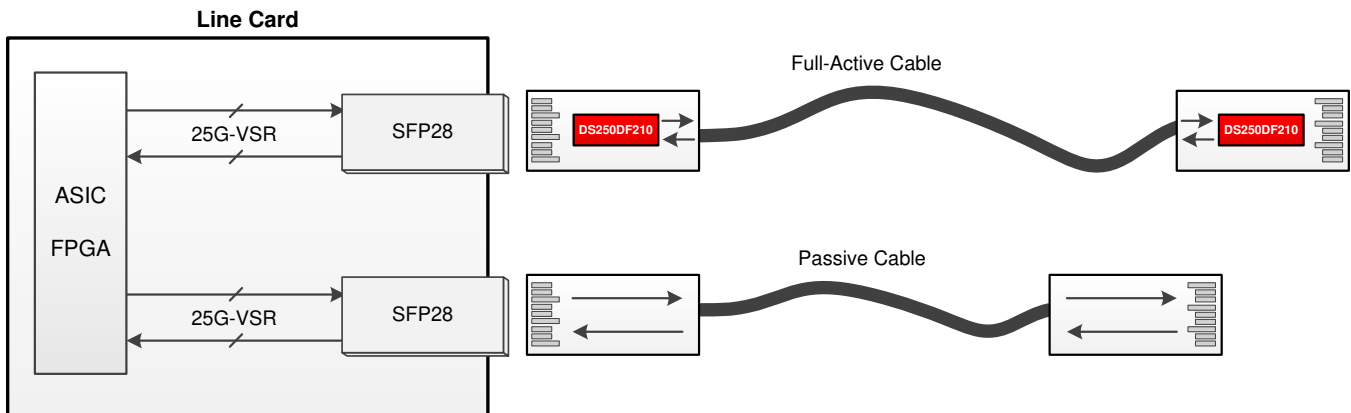 Line Card
ASIC
FPGA
25G-VSR
SFP28
DS250DF210
Full-Active Cable
DS250DF210
25G-VSR
SFP28
Passive Cable